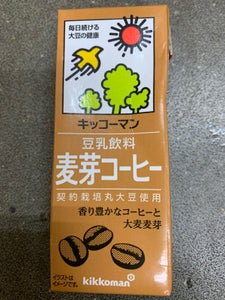 毎日続ける
大豆の健康
キッコーマン
豆乳飲料
麦芽コーヒー
契約栽培丸大豆使用
香り豊かなコーヒーと
大麦麦芽
イラストは
イメージです。
kikkoman